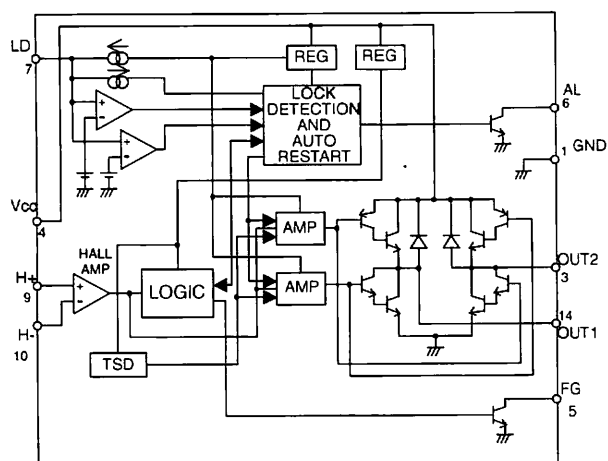 LD
7
REG
REG
LOCK
DETECTION
AND
AUTO
RESTART
AL
6
1 GND
Vcc
4
HALL
AMP
H+
9
H-
10
LOGIC
TSD
AMP
AMP
OUT2
3
14
OUT1
FG
5
+
-
+
-
+
-